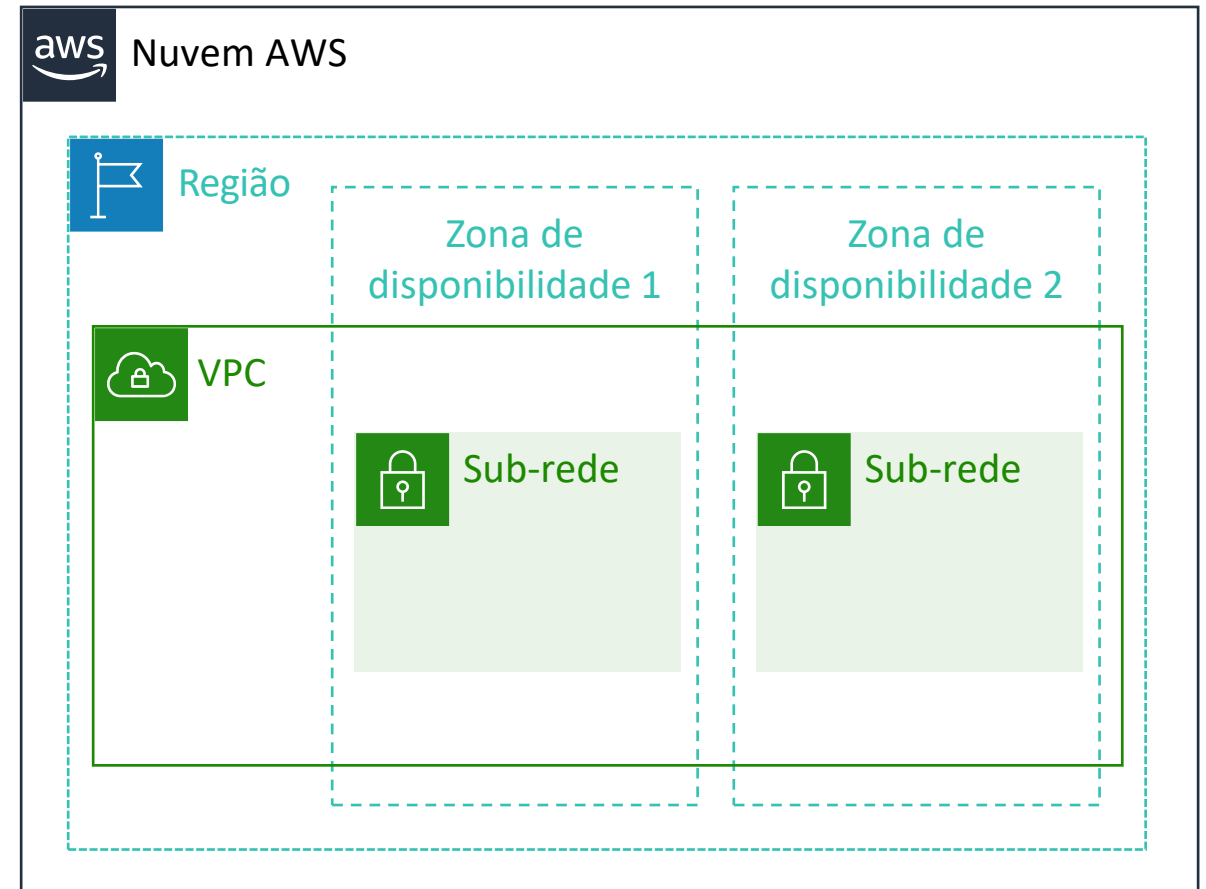 aws
Nuvem AWS
Região
Zona de
disponibilidade 1
Zona de
disponibilidade 2
VPC
Sub-rede
Sub-rede